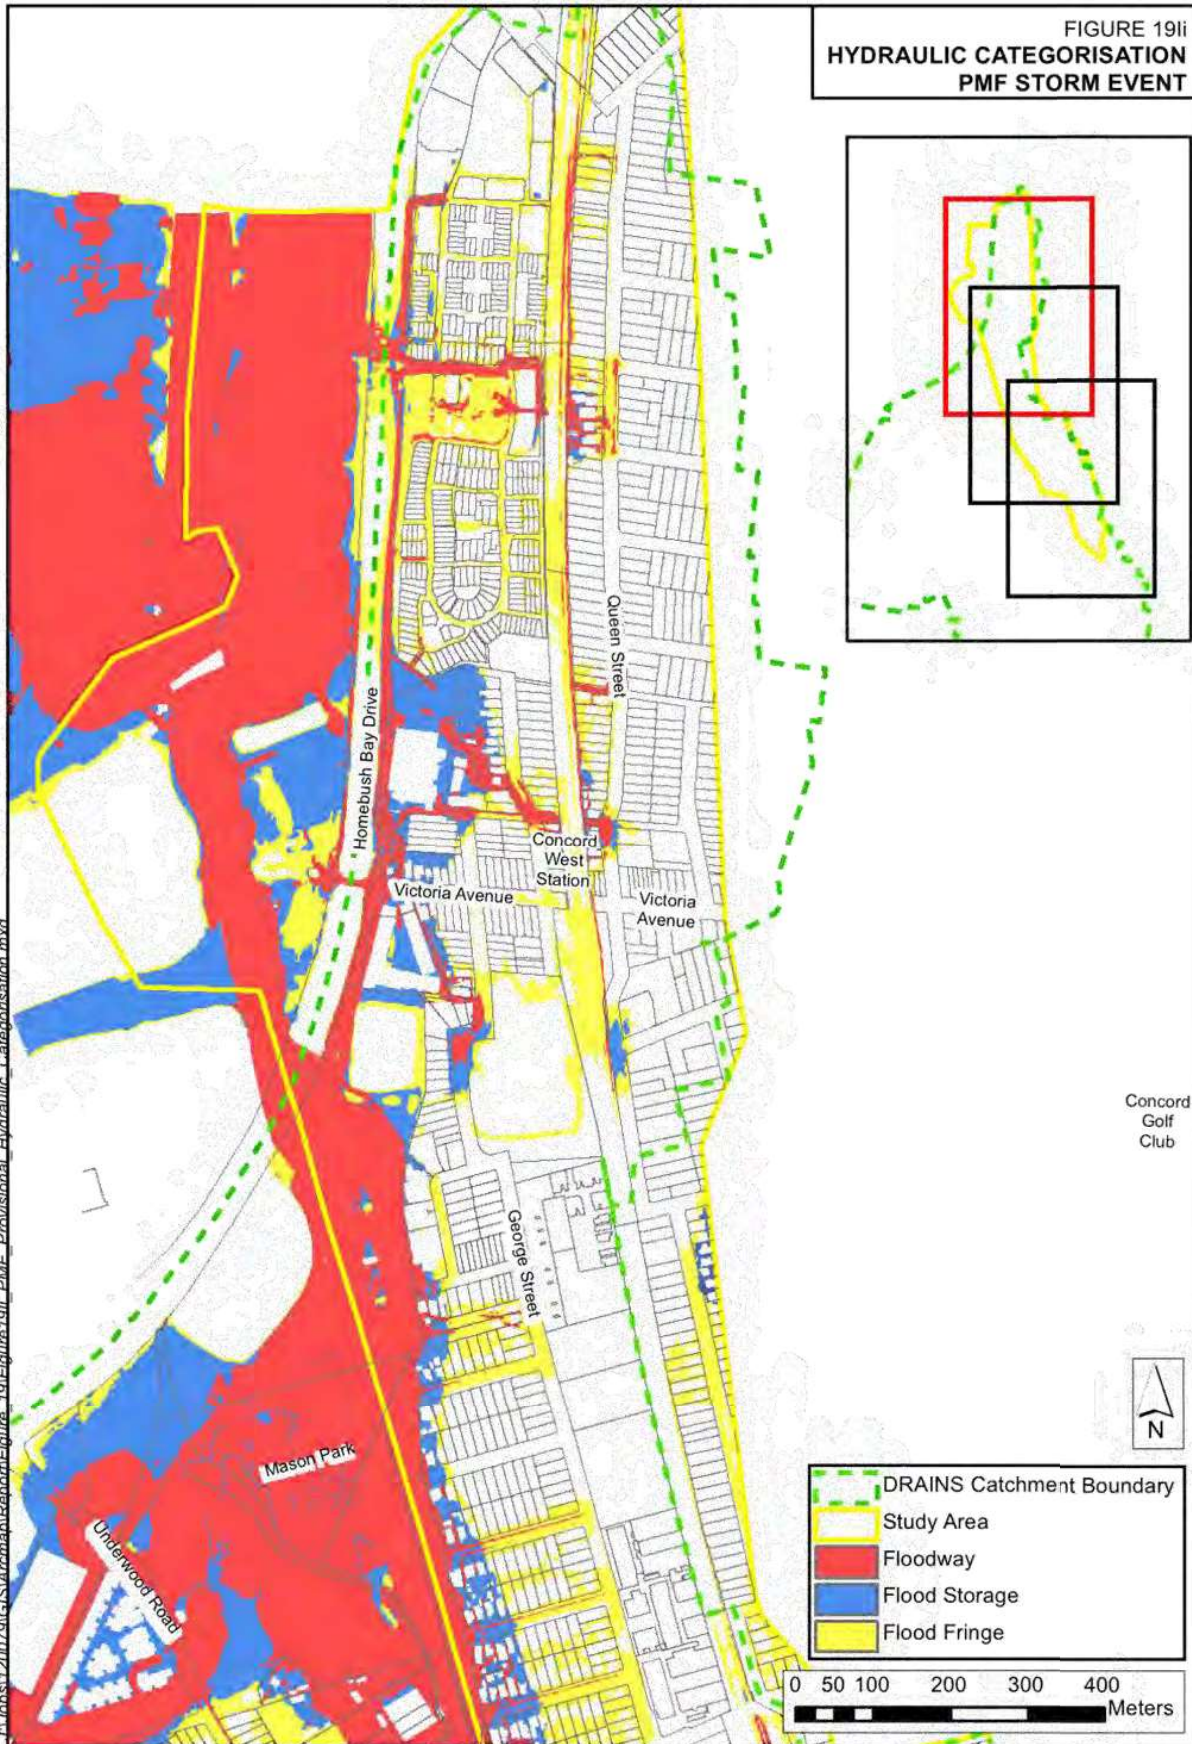 FIGURE 19Ii
HYDRAULIC CATEGORISATION
PMF STORM EVENT
Queen Street
Homebush Bay Drive
Concord
West
Station
Victoria Avenue
Victoria
Avenue
Concord
Golf
Club
George Street
Mason Park
Underwood Road
N
DRAINS Catchment Boundary
Study Area
Floodway
Flood Storage
Flood Fringe
0 50 100 200 300 400
Meters